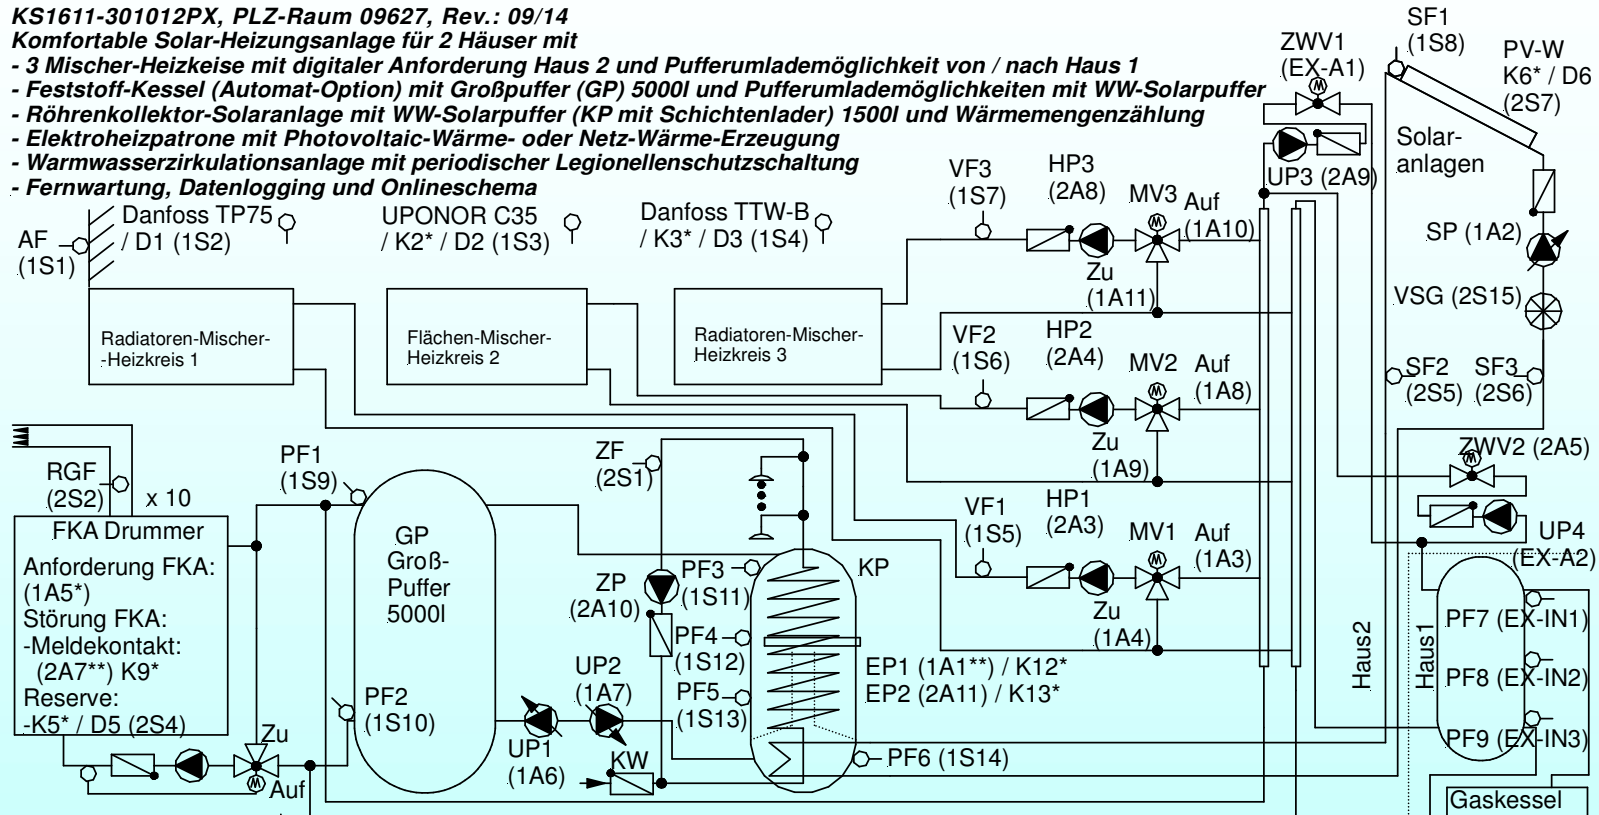 KS1611-301012PX, PLZ-Raum 09627, Rev.: 09/14
Komfortable Solar-Heizungsanlage für 2 Häuser mit
- 3 Mischer-Heizkeise mit digitaler Anforderung Haus 2 und Pufferumlademöglichkeit von / nach Haus 1
- Feststoff-Kessel (Automat-Option) mit Großpuffer (GP) 5000l und Pufferumlademöglichkeiten mit WW-Solarpuffer
- Röhrenkollektor-Solaranlage mit WW-Solarpuffer (KP mit Schichtenlader) 1500l und Wärmemengenzählung
- Elektroheizpatrone mit Photovoltaic-Wärme- oder Netz-Wärme-Erzeugung
- Warmwasserzirkulationsanlage mit periodischer Legionellenschutzschaltung
- Fernwartung, Datenlogging und Onlineschema
ZWV1
(EX-A1)
SF1
(1S8)
PV-W
K6* / D6
(2S7)
Solar-
anlagen
UP3 (2A9)
AF
(1S1)
Danfoss TP75
/ D1 (1S2)
UPONOR C35
/ K2* / D2 (1S3)
Danfoss TTW-B
/ K3* / D3 (1S4)
VF3
(1S7)
HP3
(2A8)
MV3
Auf
(1A10)
Zu
(1A11)
SP (1A2)
VSG (2S15)
Radiatoren-Mischer-
-Heizkreis 1
Flächen-Mischer-
Heizkreis 2
Radiatoren-Mischer-
Heizkreis 3
VF2
(1S6)
HP2
(2A4)
MV2
Auf
(1A8)
Zu
(1A9)
SF2
(2S5)
SF3
(2S6)
ZWV2 (2A5)
RGF
(2S2)
x 10
PF1
(1S9)
ZF
(2S1)
VF1
(1S5)
HP1
(2A3)
MV1
Auf
(1A3)
Zu
(1A4)
UP4
(EX-A2)
FKA Drummer
Anforderung FKA:
(1A5*)
Störung FKA:
-Meldekontakt:
(2A7**) K9*
Reserve:
-K5* / D5 (2S4)
GP
Groß-
Puffer
5000l
ZP
(2A10)
PF3
(1S11)
KP
PF4
(1S12)
PF5
(1S13)
EP1 (1A1**) / K12*
EP2 (2A11) / K13*
Haus2
Haus1
PF7 (EX-IN1)
PF8 (EX-IN2)
PF9 (EX-IN3)
PF2
(1S10)
UP2
(1A7)
UP1
(1A6)
KW
PF6 (1S14)
Zu
Auf
M
M
M
M
M
M
Gaskessel